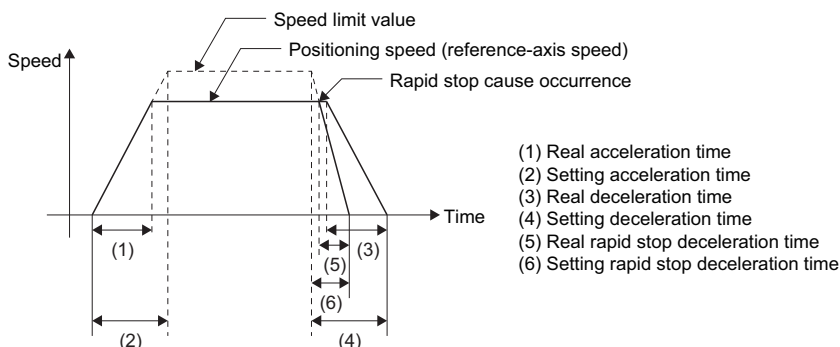 Speed limit value
Positioning speed (reference-axis speed)
Speed
Rapid stop cause occurrence
(1) Real acceleration time
(2) Setting acceleration time
(3) Real deceleration time
(4) Setting deceleration time
(5) Real rapid stop deceleration time
(6) Setting rapid stop deceleration time
Time
(1)
(3)
(5)
(6)
(2)
(4)